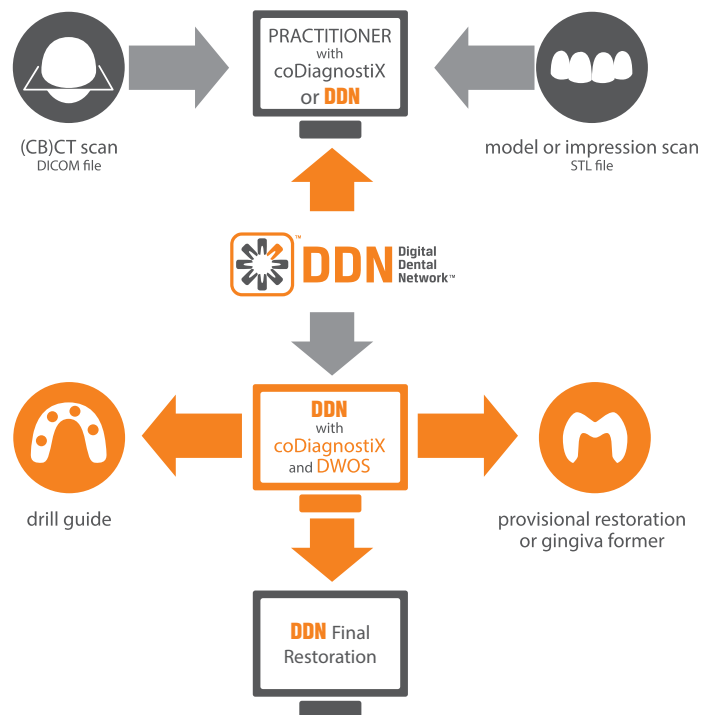 PRACTITIONER
with
coDiagnostiX
or DDN
(CB)CT scan
DICOM file
model or impression scan
STL file
™
DDN
Digital
Dental
Network™
DDN
with
coDiagnostiX
and DWOS
drill guide
provisional restoration
or gingiva former
DDN Final
Restoration